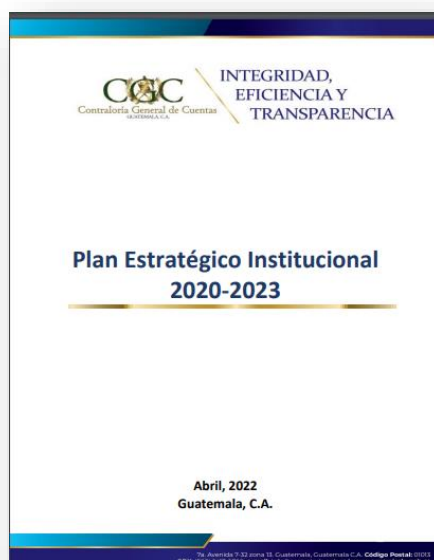 CGC
Contraloría General de Cuentas
GUATEMALA, C.A.
INTEGRIDAD,
EFICIENCIA Y
TRANSPARENCIA
Plan Estratégico Institucional
2020-2023
Abril, 2022
Guatemala, C.A.
7a. Avenida 7-32 zona 13, Guatemala, Guatemala C.A. Código Postal: 01013